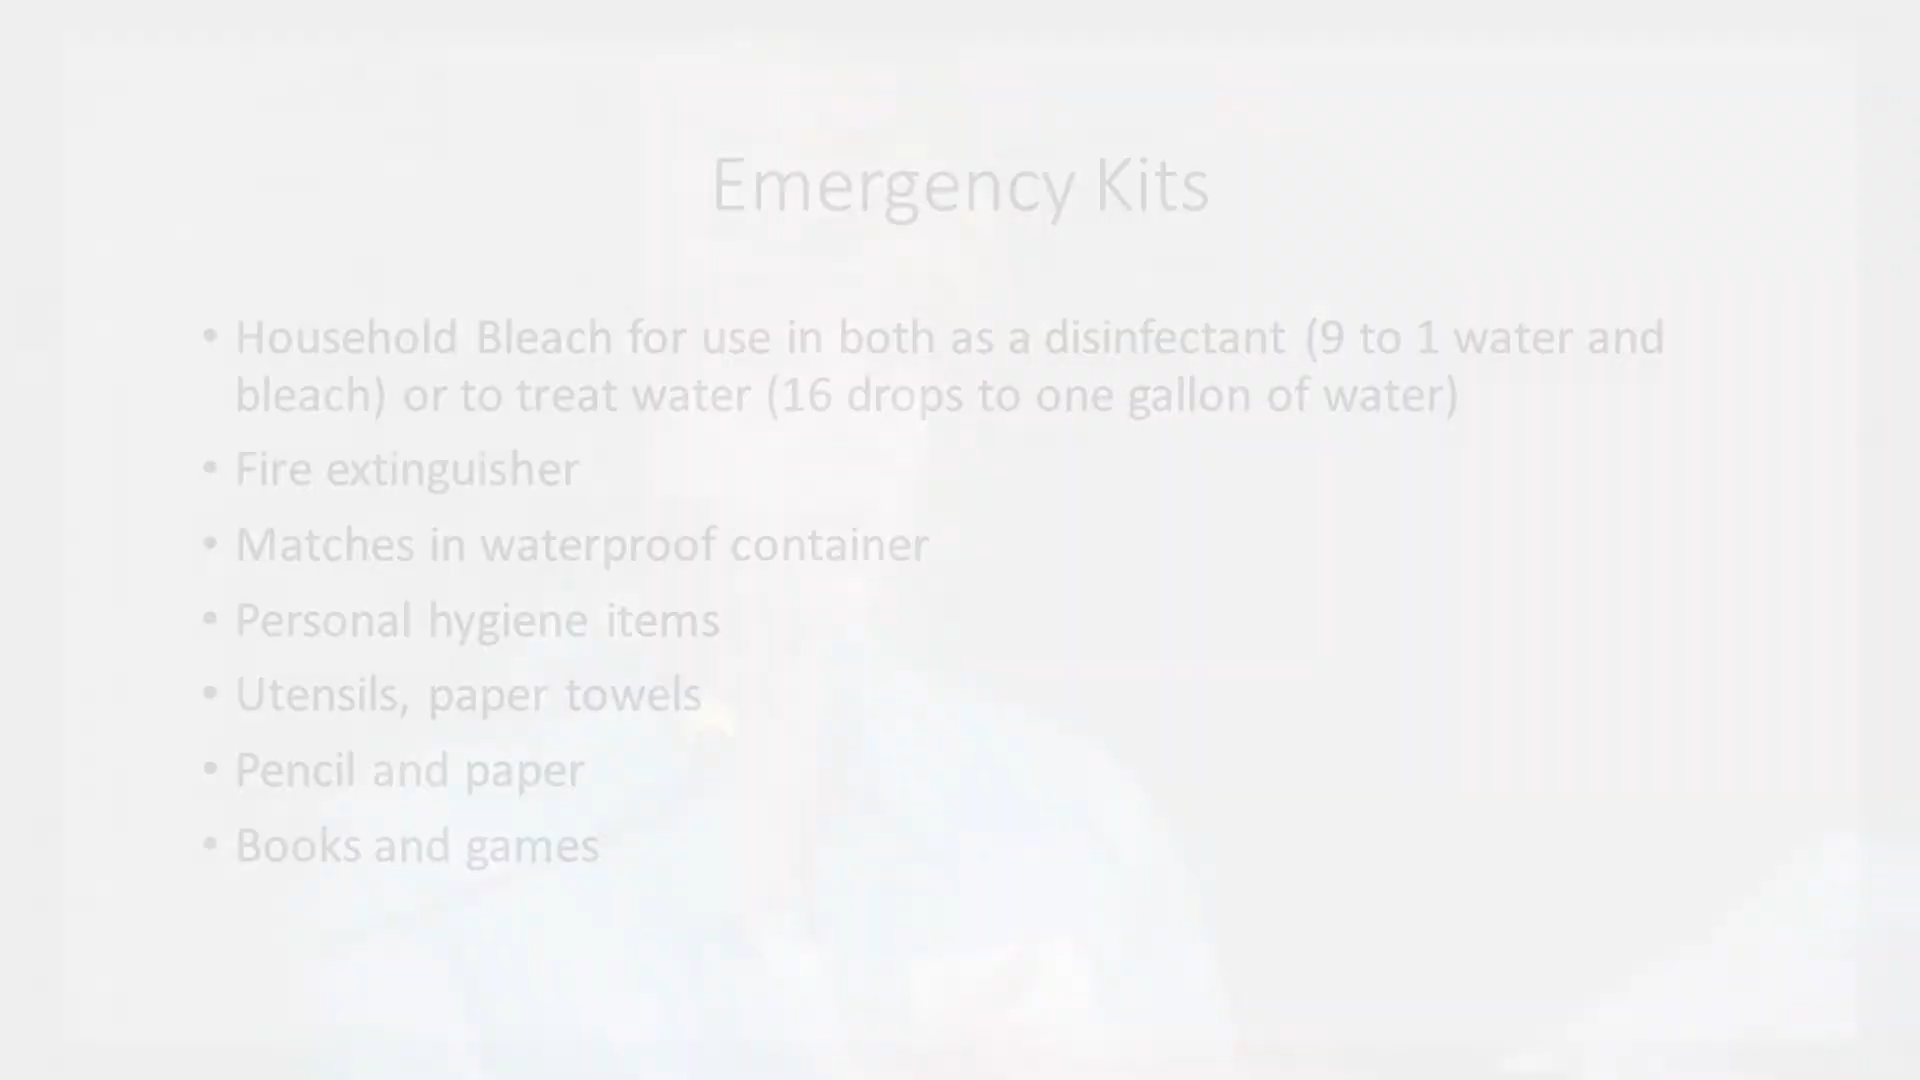 Emergency Kits
• Household Bleach for use in both as a disinfectant (9 to 1 water and
bleach) or to treat water (16 drops to one gallon of water)
• Fire extinguisher
• Matches in waterproof container
• Personal hygiene items
• Utensils, paper towels
• Pencil and paper
• Books and games